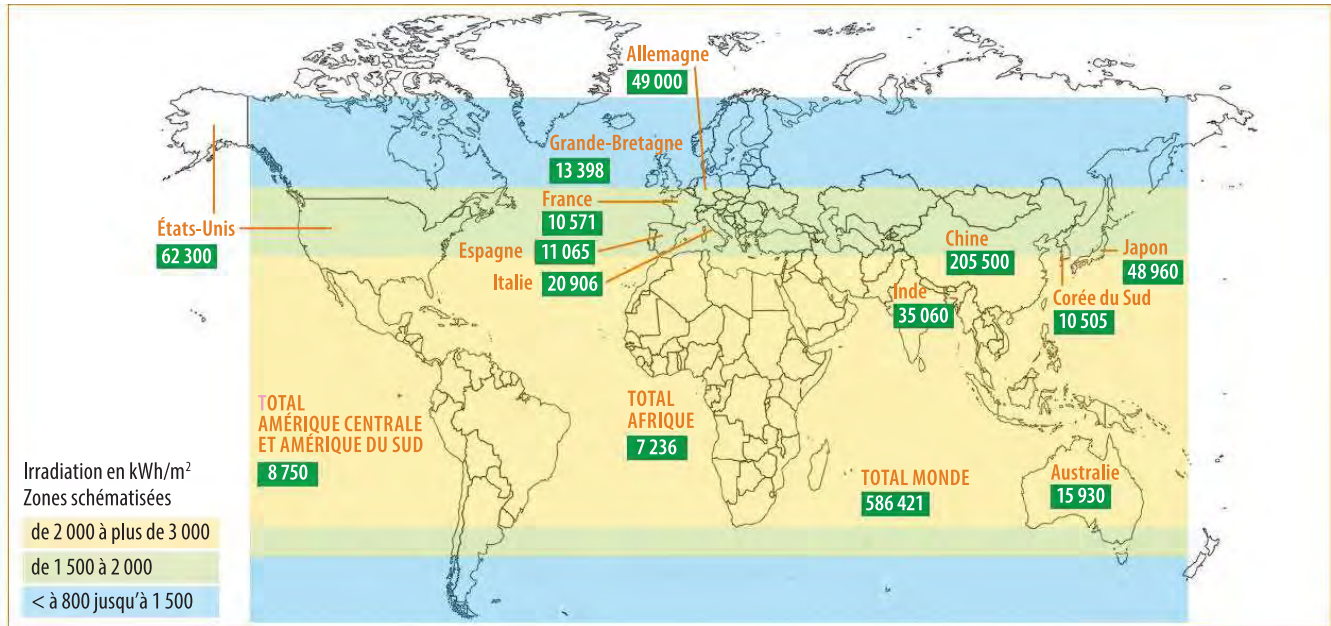 Allemagne
49 000
Grande-Bretagne
13 398
France
10 571
Espagne
11 065
Italie
20 906
États-Unis
62 300
Chine
205 500
Japon
48 960
Inde
35 060
Corée du Sud
10 505
TOTAL
AMÉRIQUE CENTRALE
ET AMÉRIQUE DU SUD
8 750
TOTAL
AFRIQUE
7 236
TOTAL MONDE
586 421
Australie
15 930
Irradiation en kWh/m²
Zones schématisées
de 2 000 à plus de 3 000
de 1 500 à 2 000
< à 800 jusqu’à 1 500